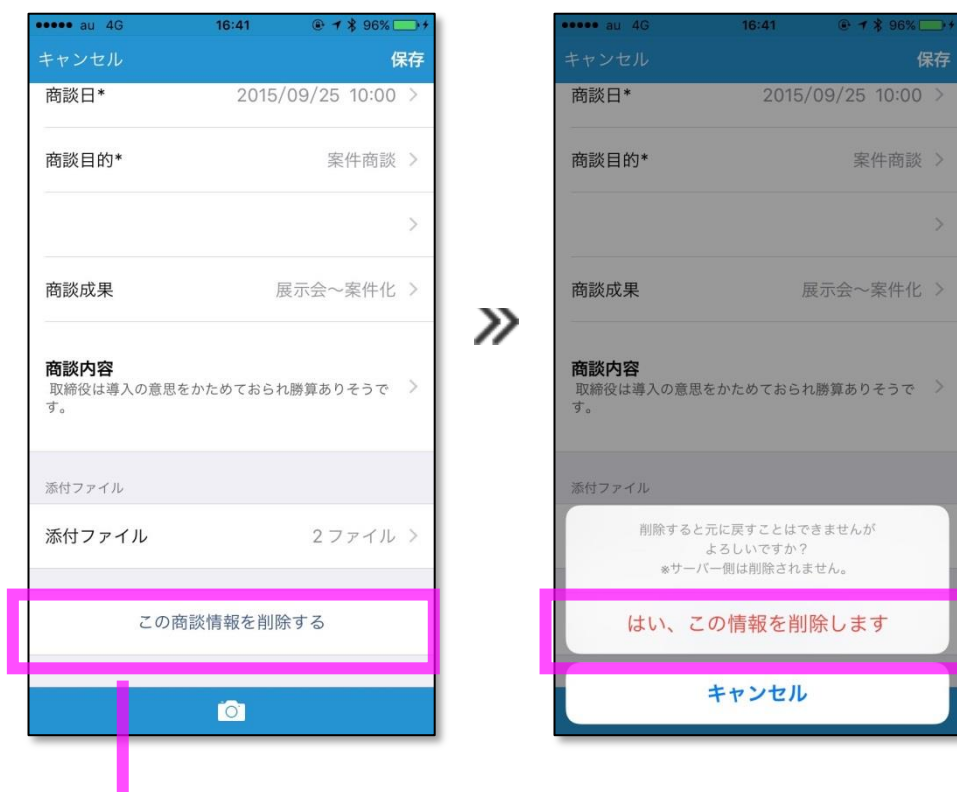 au 4G 16:41 96%
キャンセル 保存
商談日* 2015/09/25 10:00
商談目的* 案件商談
商談成果 展示会～案件化
商談内容
取締役は導入の意思をかためておられ勝算ありそうで
す。
添付ファイル
添付ファイル 2 ファイル
この商談情報を削除する
au 4G 16:41 96%
キャンセル 保存
商談日* 2015/09/25 10:00
商談目的* 案件商談
商談成果 展示会～案件化
商談内容
取締役は導入の意思をかためておられ勝算ありそうで
す。
添付ファイル
削除すると元に戻すことはできませんが
よろしいですか？
※サーバー側は削除されません。
はい、この情報を削除します
キャンセル